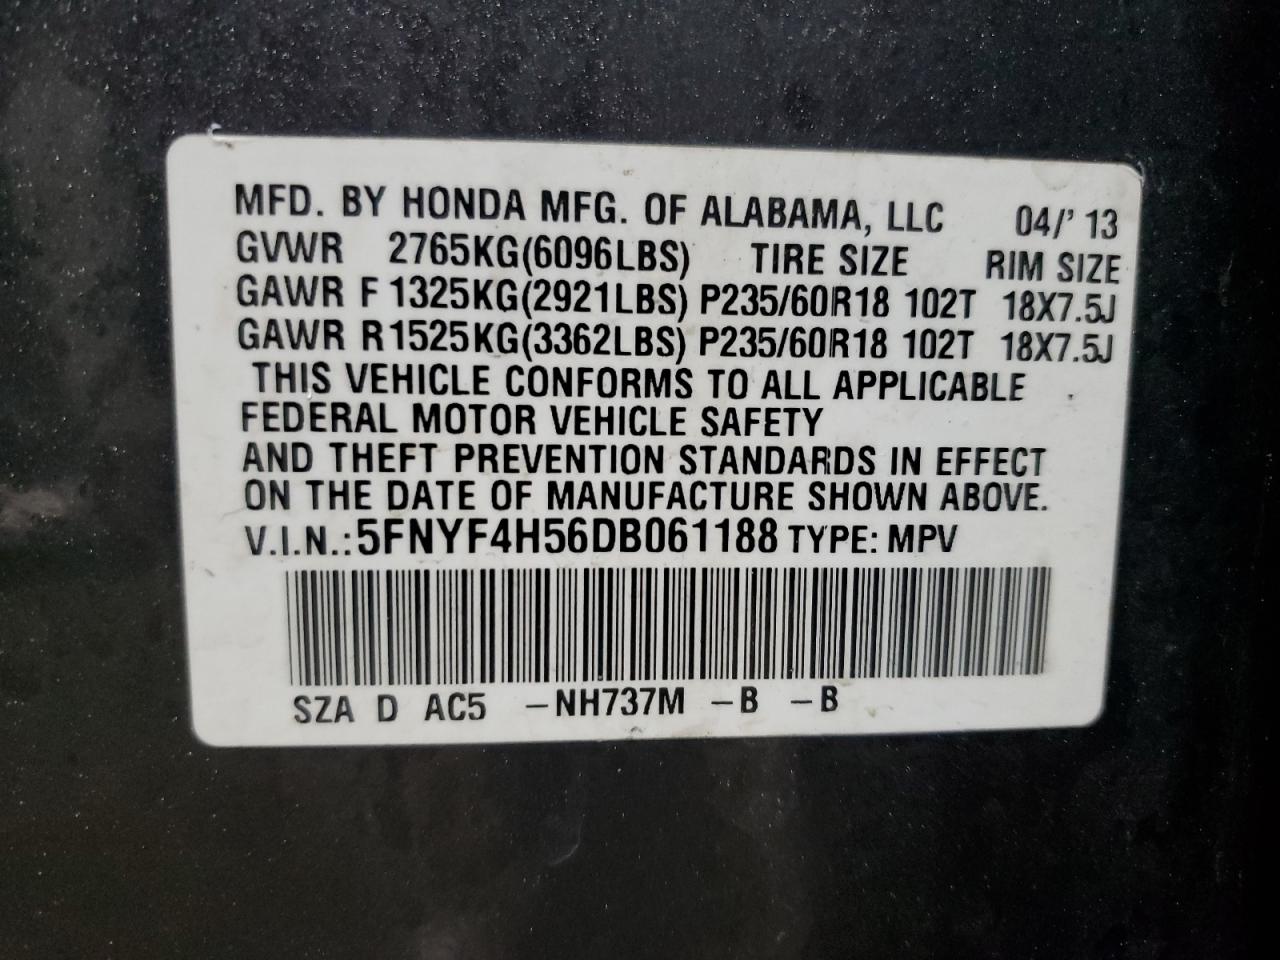 MFD. BY HONDA MFG. OF ALABAMA, LLC 04/' 13
GVWR 2765KG(6096LBS) TIRE SIZE RIM SIZE
GAWR F 1325KG(2921LBS) P235/60R18 102T 18X7.5J
GAWR R 1525KG(3362LBS) P235/60R18 102T 18X7.5J
THIS VEHICLE CONFORMS TO ALL APPLICABLE
FEDERAL MOTOR VEHICLE SAFETY
AND THEFT PREVENTION STANDARDS IN EFFECT
ON THE DATE OF MANUFACTURE SHOWN ABOVE.
V.I.N.: 5FNYF4H56DB061188 TYPE: MPV
SZA D AC5 -NH737M -B -B